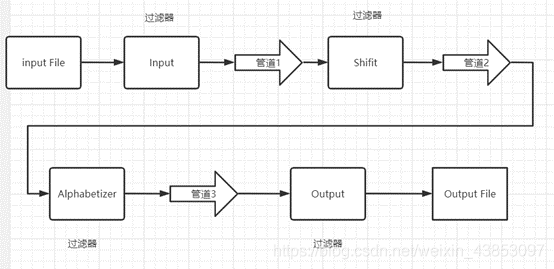 过滤器
过滤器
input File
Input
管道1
Shifit
管道2
Alphabetizer
管道3
Output
Output File
过滤器
过滤器
https://blog.csdn.net/weixin_43853097